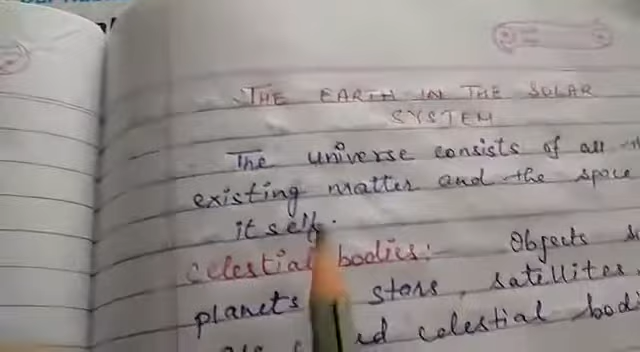 THE EARTH IN THE SOLAR
SYSTEM
The universe consists of all
existing matter and the space
itself.
celestial bodies:- Objects
planets stars, satellites
celestial